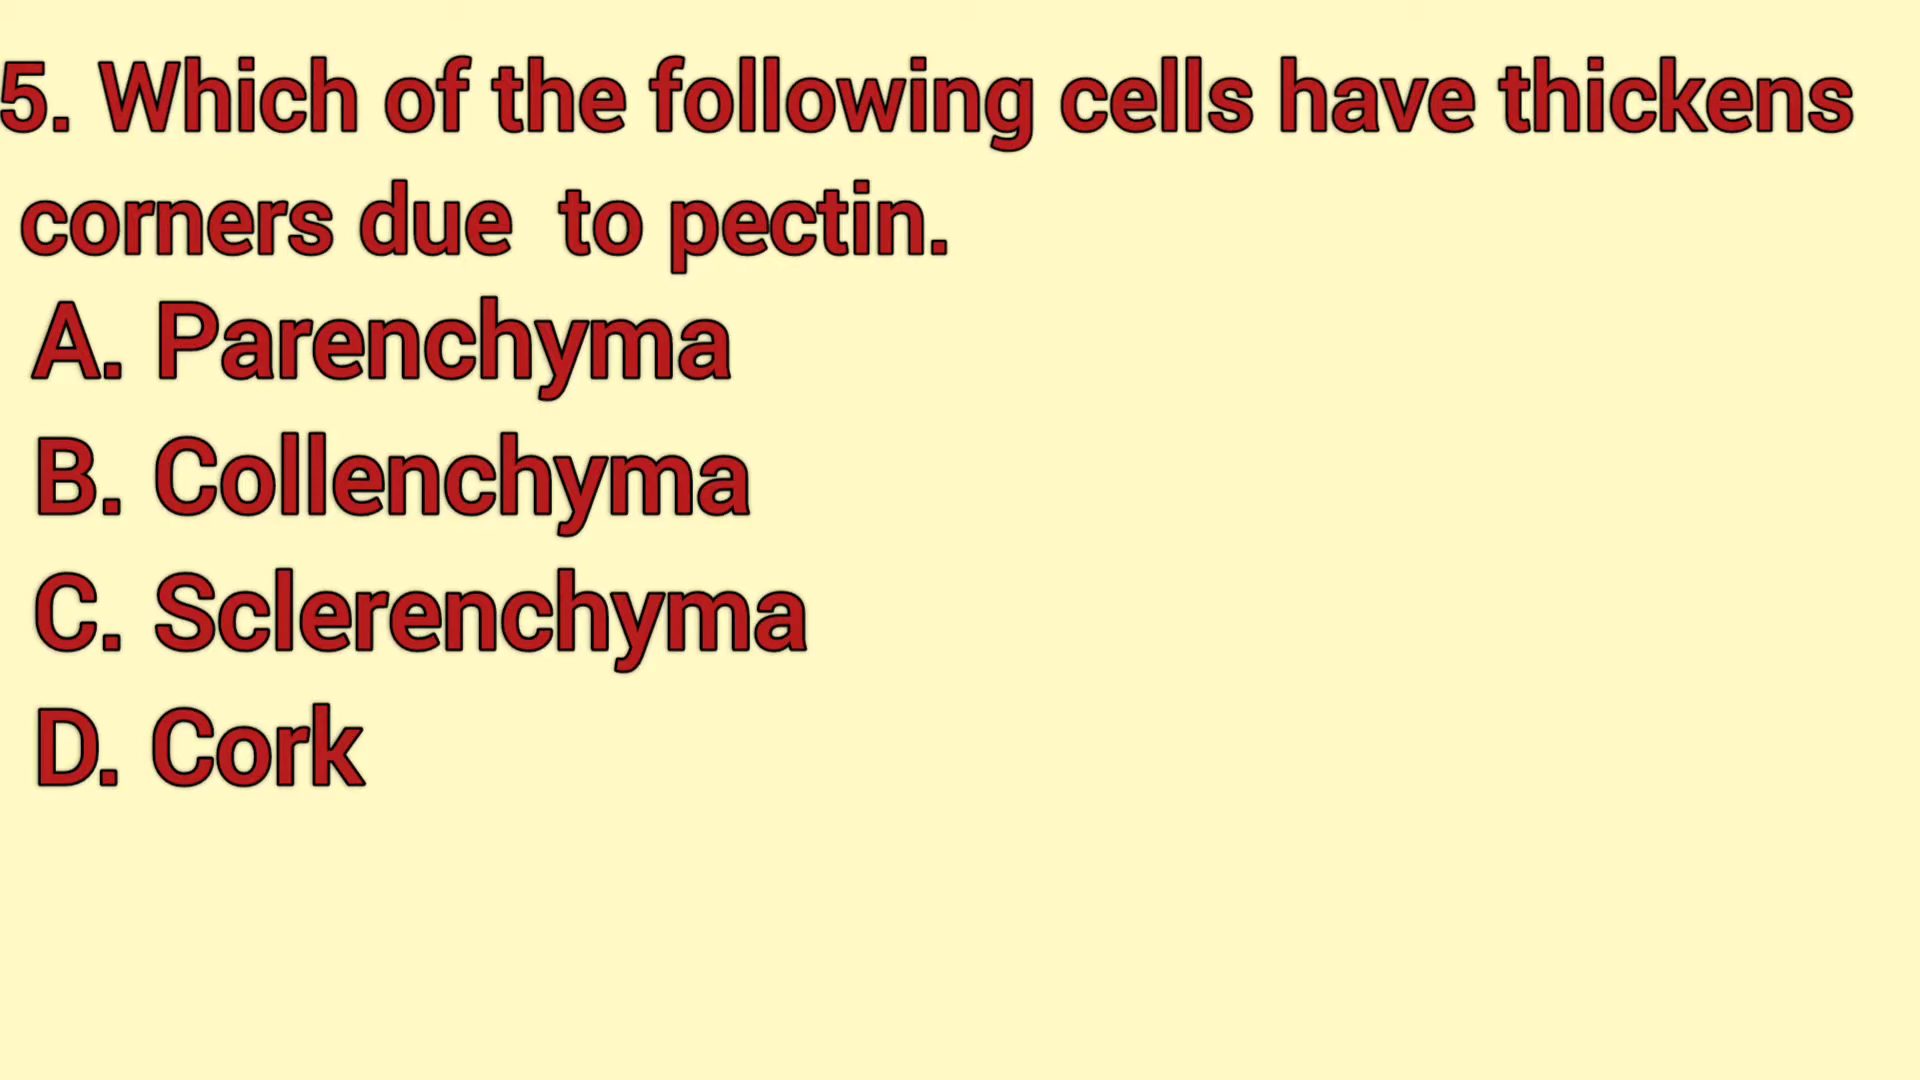 5. Which of the following cells have thickens
corners due  to pectin.
A. Parenchyma
B. Collenchyma
C. Sclerenchyma
D. Cork